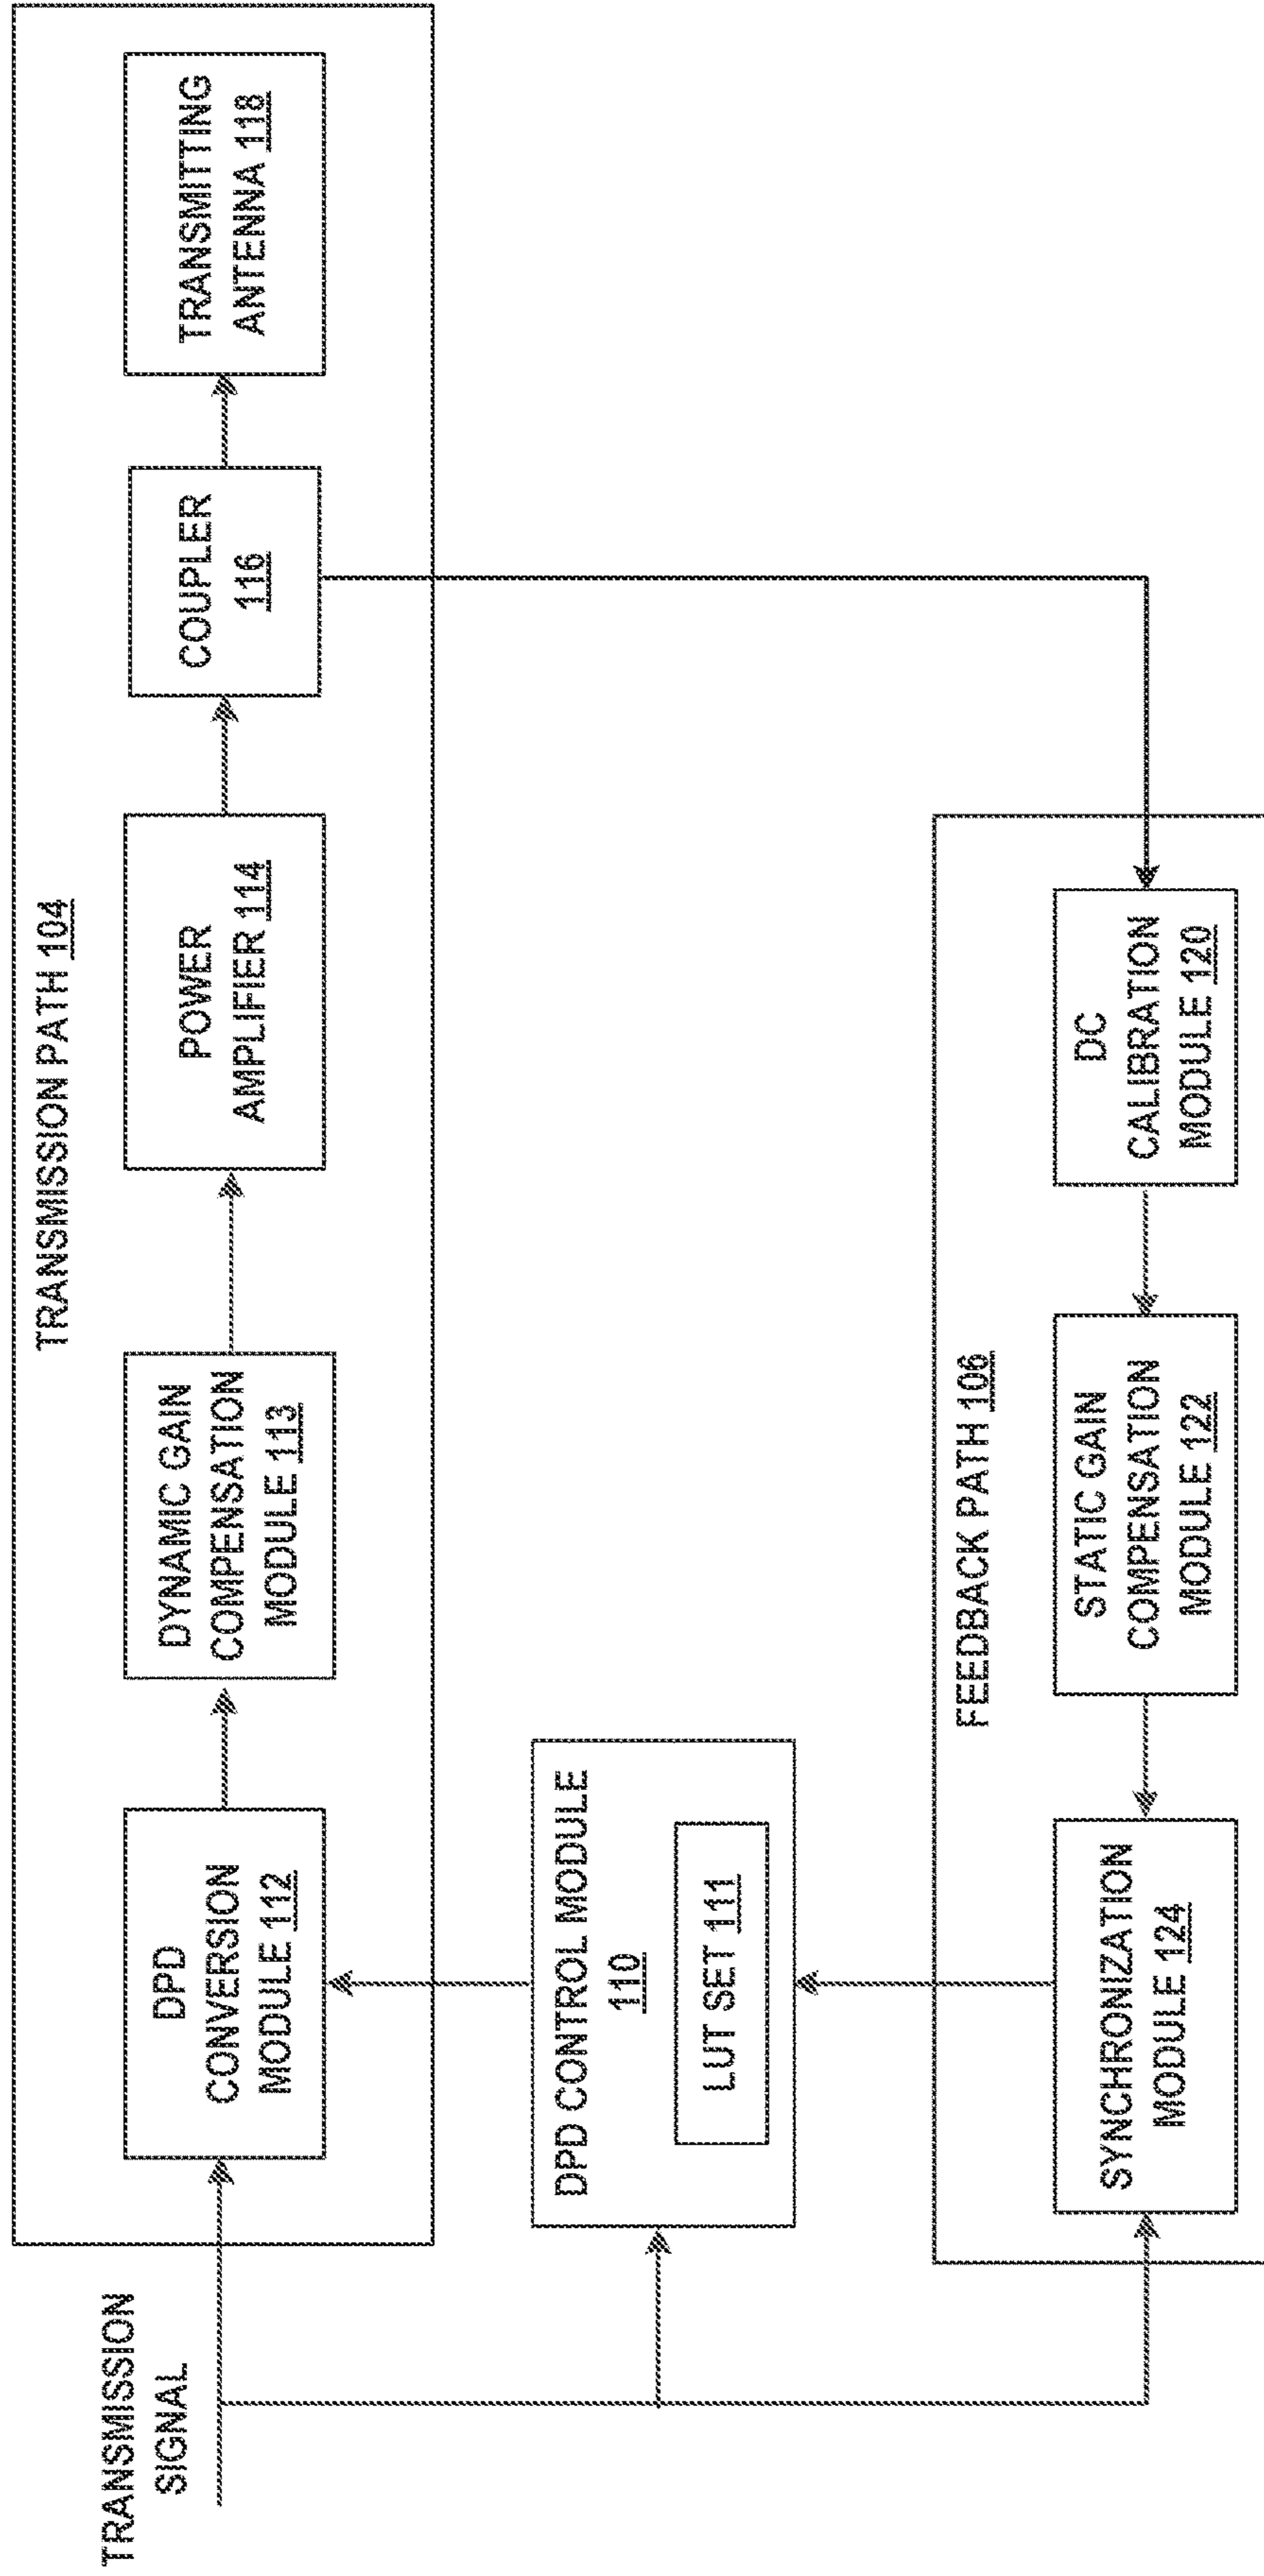 TRANSMISSION PATH 104
TRANSMISSION
SIGNAL
DPD
CONVERSION
MODULE 112
DYNAMIC GAIN
COMPENSATION
MODULE 113
POWER
AMPLIFIER 114
COUPLER
116
TRANSMITTING
ANTENNA 118
DPD CONTROL MODULE
110
LUT SET 111
FEEDBACK PATH 106
SYNCHRONIZATION
MODULE 124
STATIC GAIN
COMPENSATION
MODULE 122
DC
CALIBRATION
MODULE 120